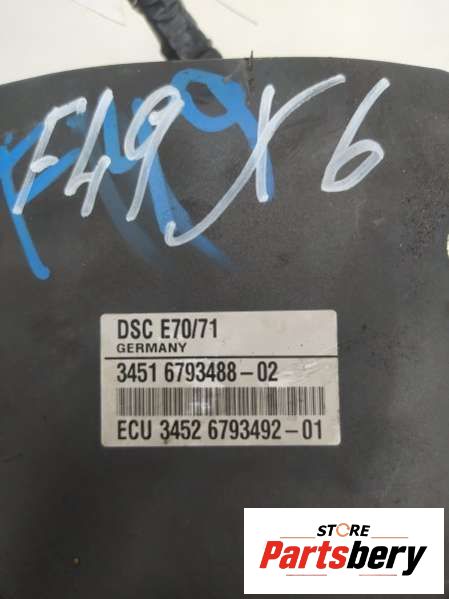 F49 X6
DSC E70/71
GERMANY
3451 6793488-02
ECU 3452 6793492-01
STORE
Partsbery